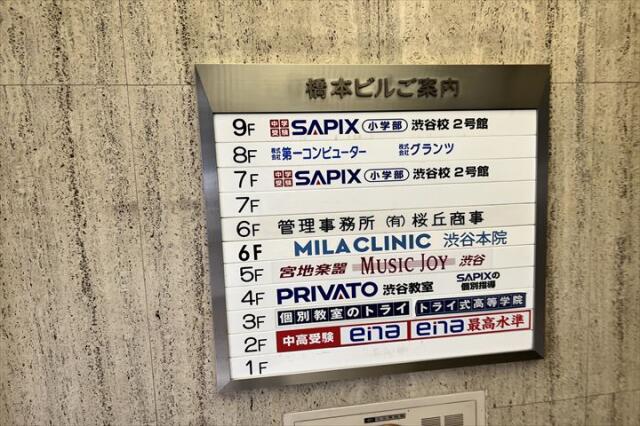 橋本ビルご案内
9F 中学受験 SAPIX 小学部 渋谷校 2号館
8F 株式会社 第一コンピューター 株式会社 グランツ
7F 中学受験 SAPIX 小学部 渋谷校 2号館
7F
6F 管理事務所 (有) 桜丘商事
6F MILA CLINIC 渋谷本院
5F 宮地楽器 MUSIC JOY 渋谷
4F PRIVATO 渋谷教室 SAPIXの個別指導
3F 個別教室のトライ トライ式高等学院
2F 中高受験 ena ena 最高水準
1F